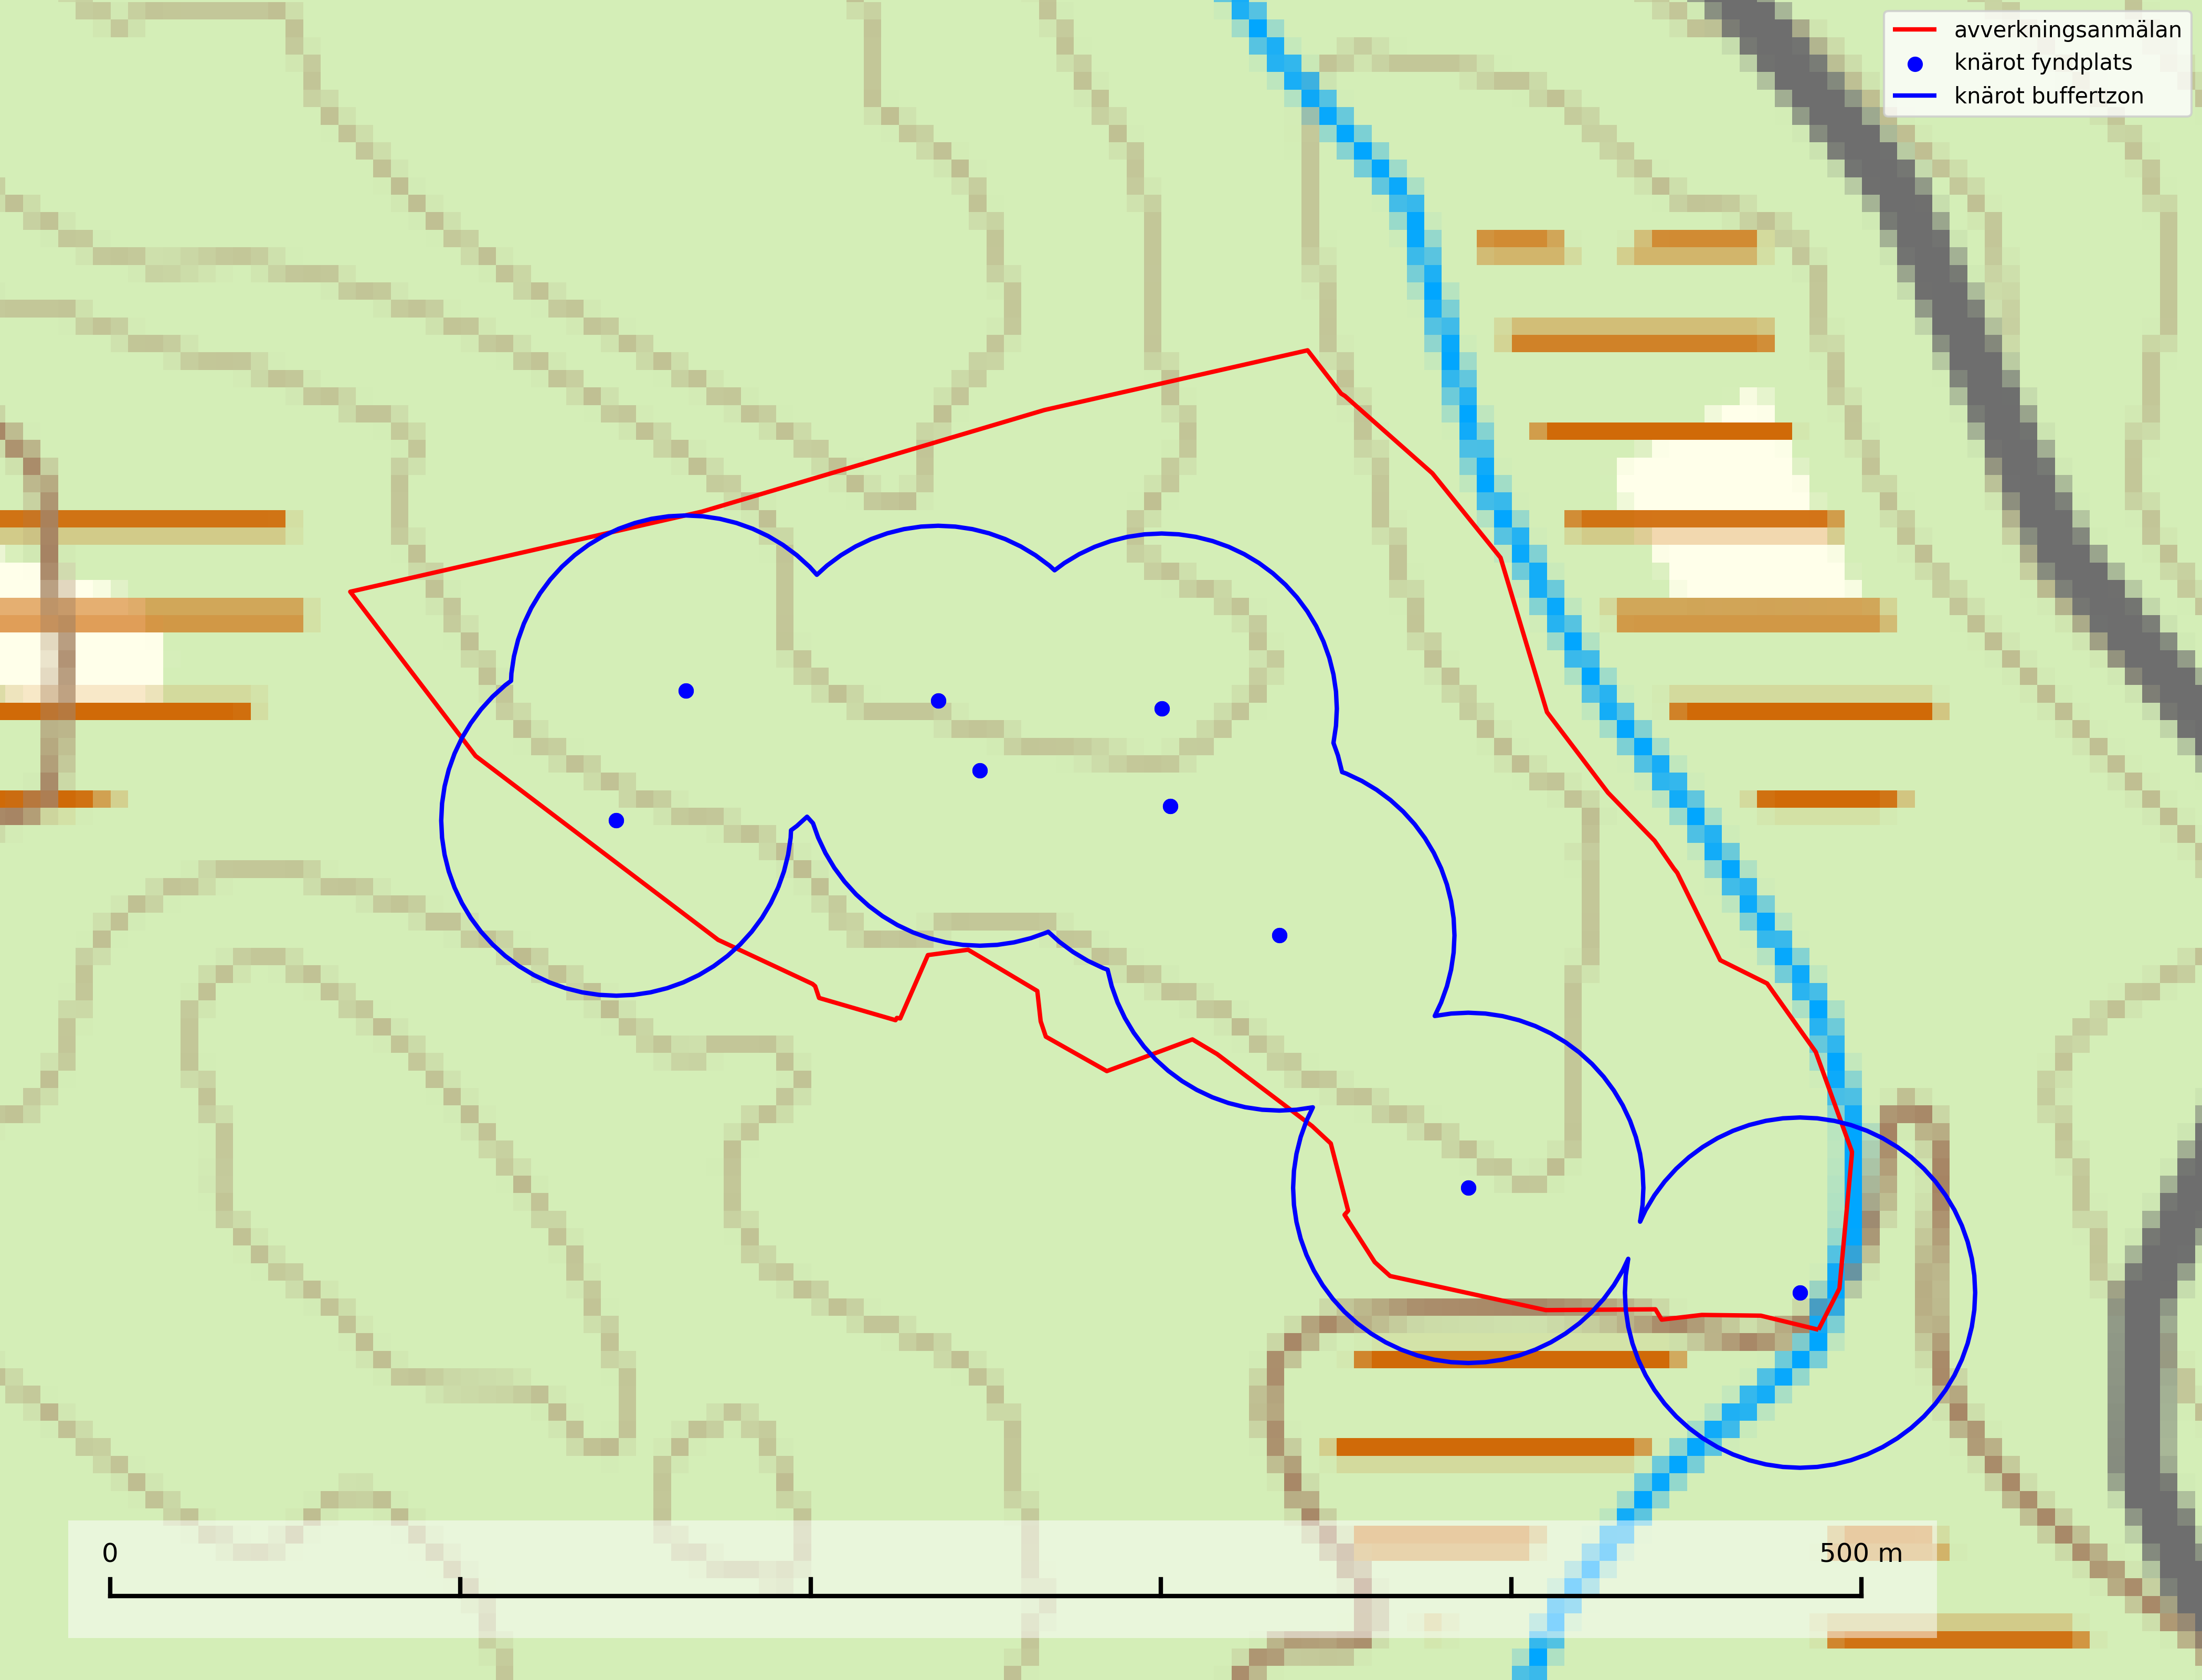 avverkningsanmälan
knärot fyndplats
knärot buffertzon
0
500 m